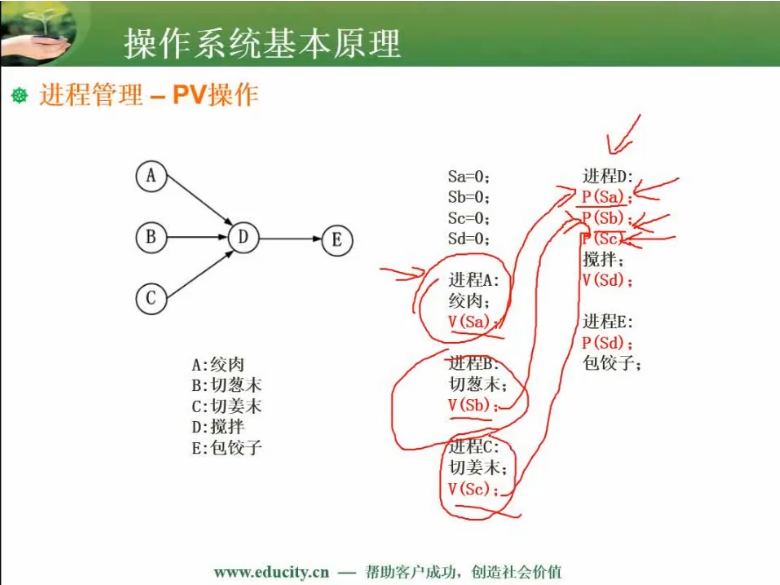 操作系统基本原理
进程管理 – PV操作
A
B
C
D
E
A:绞肉
B:切葱末
C:切姜末
D:搅拌
E:包饺子
Sa=0;
Sb=0;
Sc=0;
Sd=0;
进程A:
绞肉;
V(Sa);
进程B:
切葱末;
V(Sb);
进程C:
切姜末;
V(Sc);
进程D:
P(Sa);
P(Sb);
P(Sc);
搅拌;
V(Sd);
进程E:
P(Sd);
包饺子;
www.educity.cn — 帮助客户成功，创造社会价值